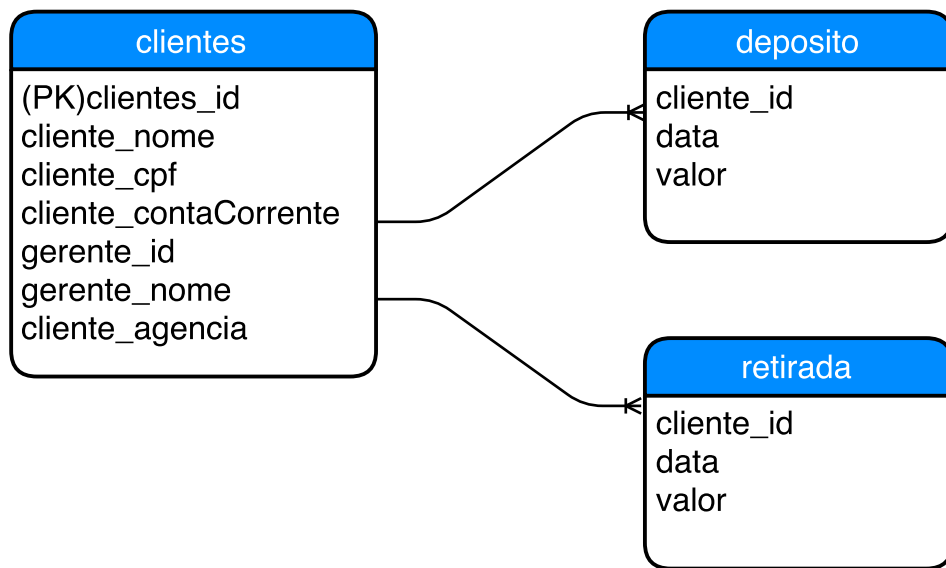 clientes
(PK)clientes_id
cliente_nome
cliente_cpf
cliente_contaCorrente
gerente_id
gerente_nome
cliente_agencia
deposito
cliente_id
data
valor
retirada
cliente_id
data
valor